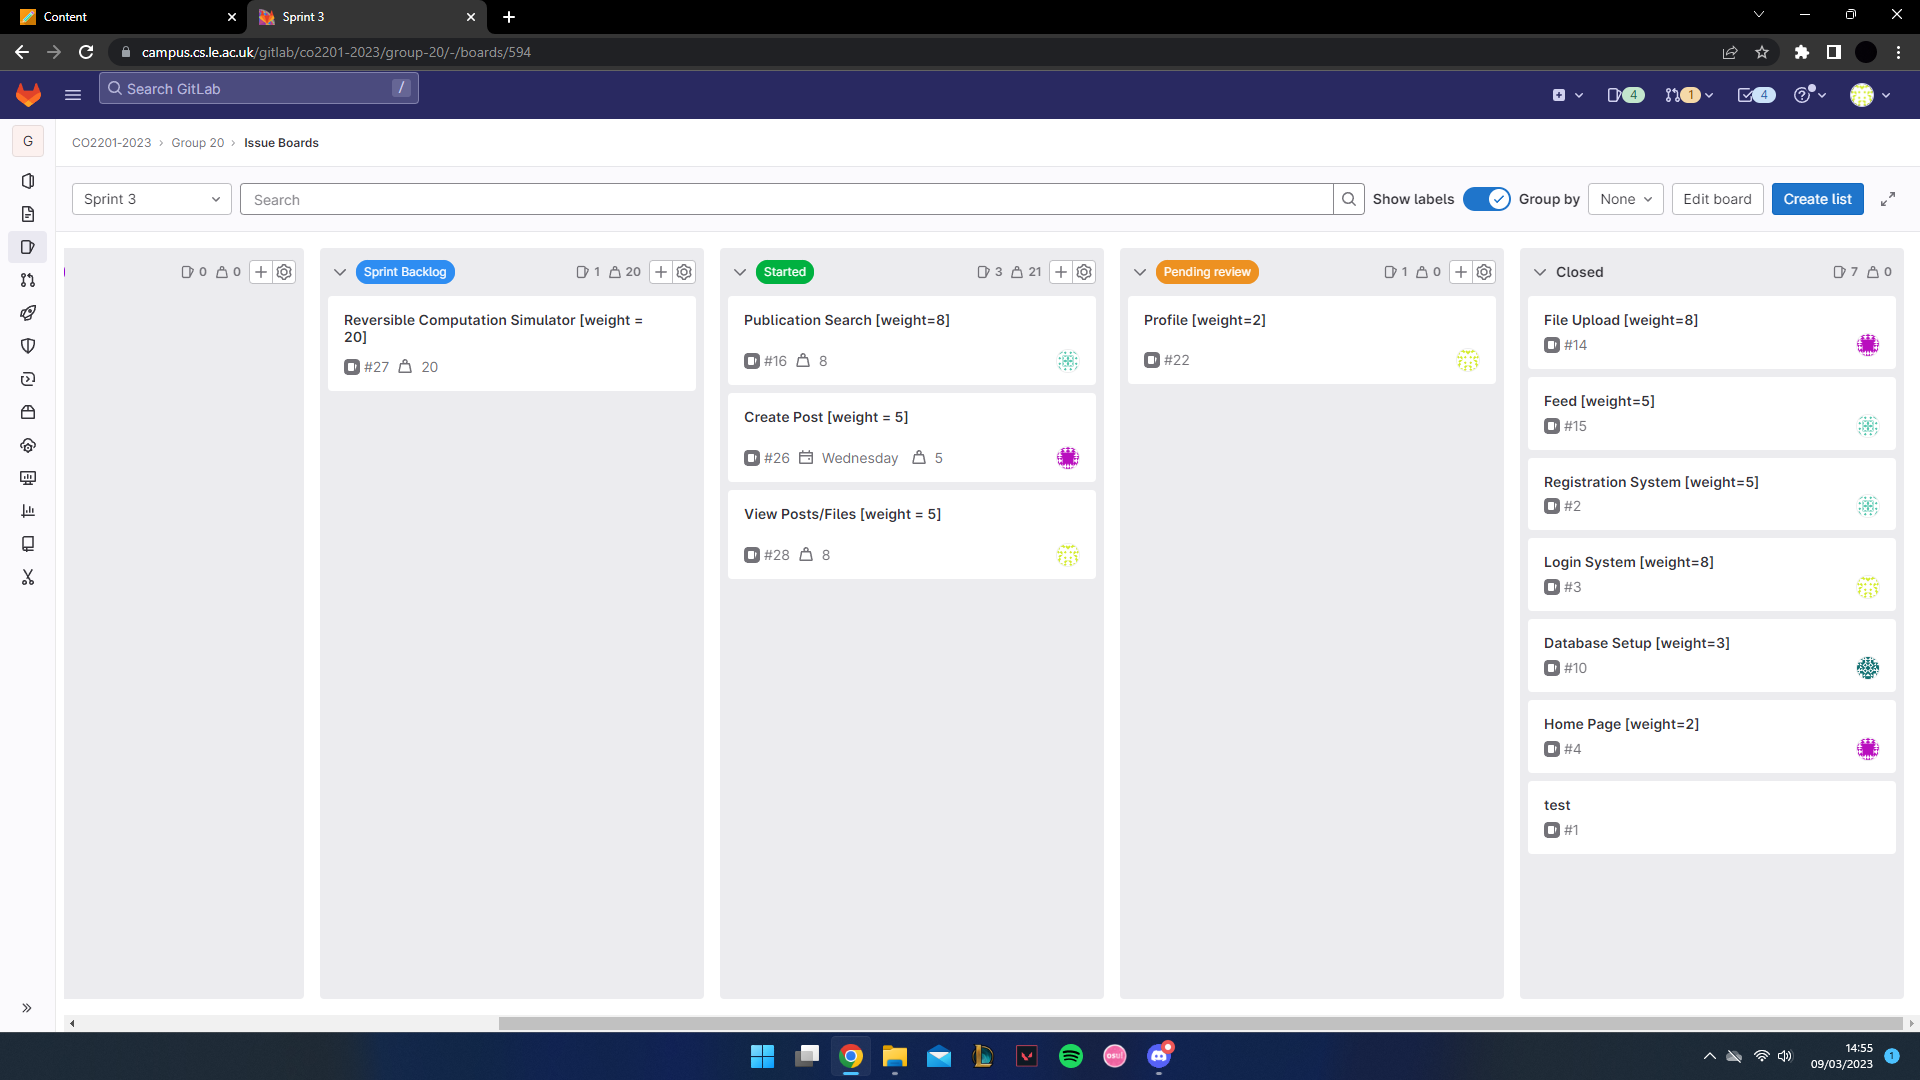 Content
Sprint 3
campus.cs.le.ac.uk/gitlab/co2201-2023/group-20/-/boards/594
Search GitLab
/
4
1
4
G
CO2201-2023 › Group 20 › Issue Boards
Sprint 3
Search
Show labels
Group by
None
Edit board
Create list
0 0
Sprint Backlog
1 20
Reversible Computation Simulator [weight =
20]
#27 20
Started
3 21
Publication Search [weight=8]
#16 8
Create Post [weight = 5]
#26 Wednesday 5
View Posts/Files [weight = 5]
#28 8
Pending review
1 0
Profile [weight=2]
#22
Closed
7 0
File Upload [weight=8]
#14
Feed [weight=5]
#15
Registration System [weight=5]
#2
Login System [weight=8]
#3
Database Setup [weight=3]
#10
Home Page [weight=2]
#4
test
#1
osu!
14:55
09/03/2023
1